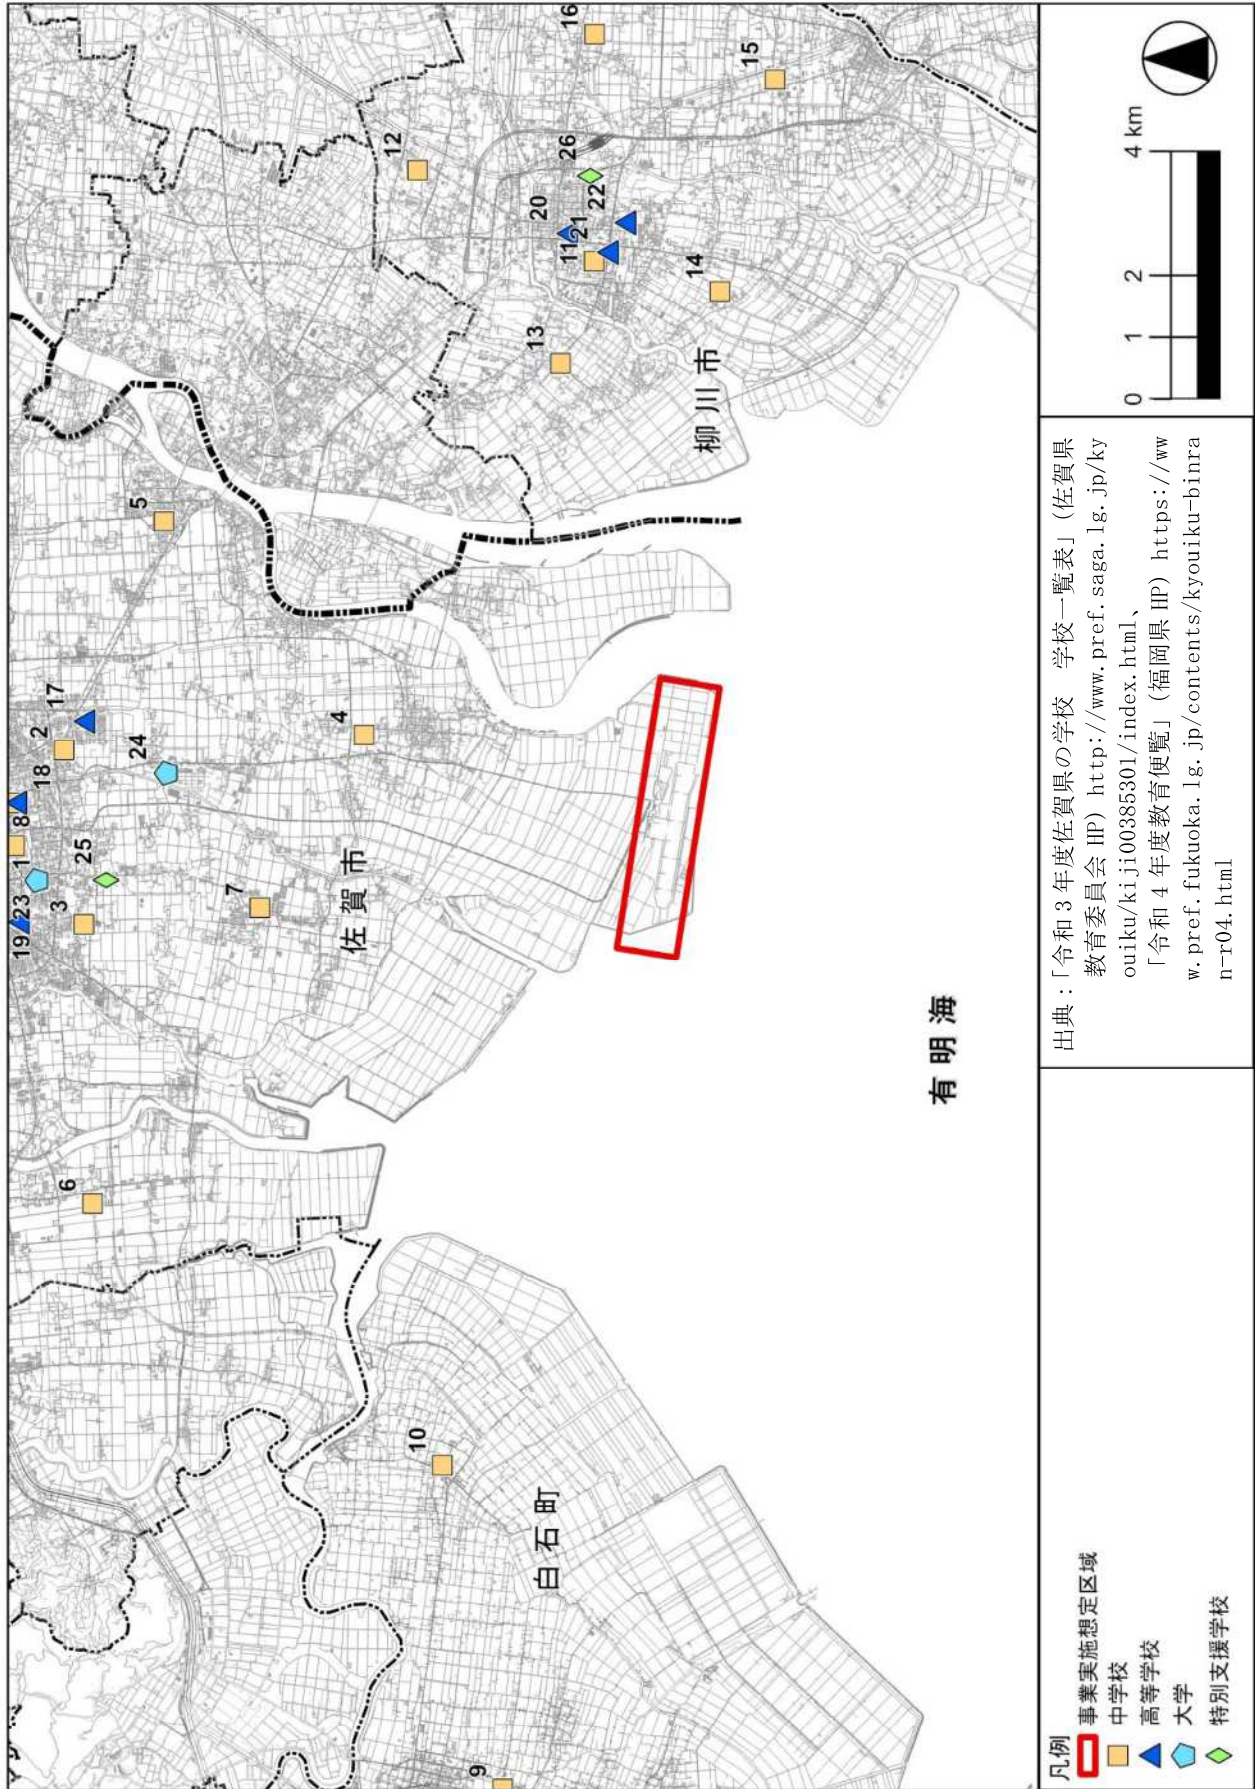 19
23
1
8
18
2
3
17
6
25
24
5
7
4
佐賀市
12
10
9
13
20
白石町
11
21
26
16
22
14
柳川市
15
有明海
凡例
事業実施想定区域
中学校
高等学校
大学
特別支援学校
出典：「令和3年度佐賀県の学校 学校一覧表」（佐賀県
教育委員会 HP）http://www.pref.saga.lg.jp/ky
ouiku/kiji00385301/index.html、
「令和4年度教育便覧」（福岡県 HP）https://ww
w.pref.fukuoka.lg.jp/contents/kyouiku-binra
n-r04.html
0 1 2 4 km